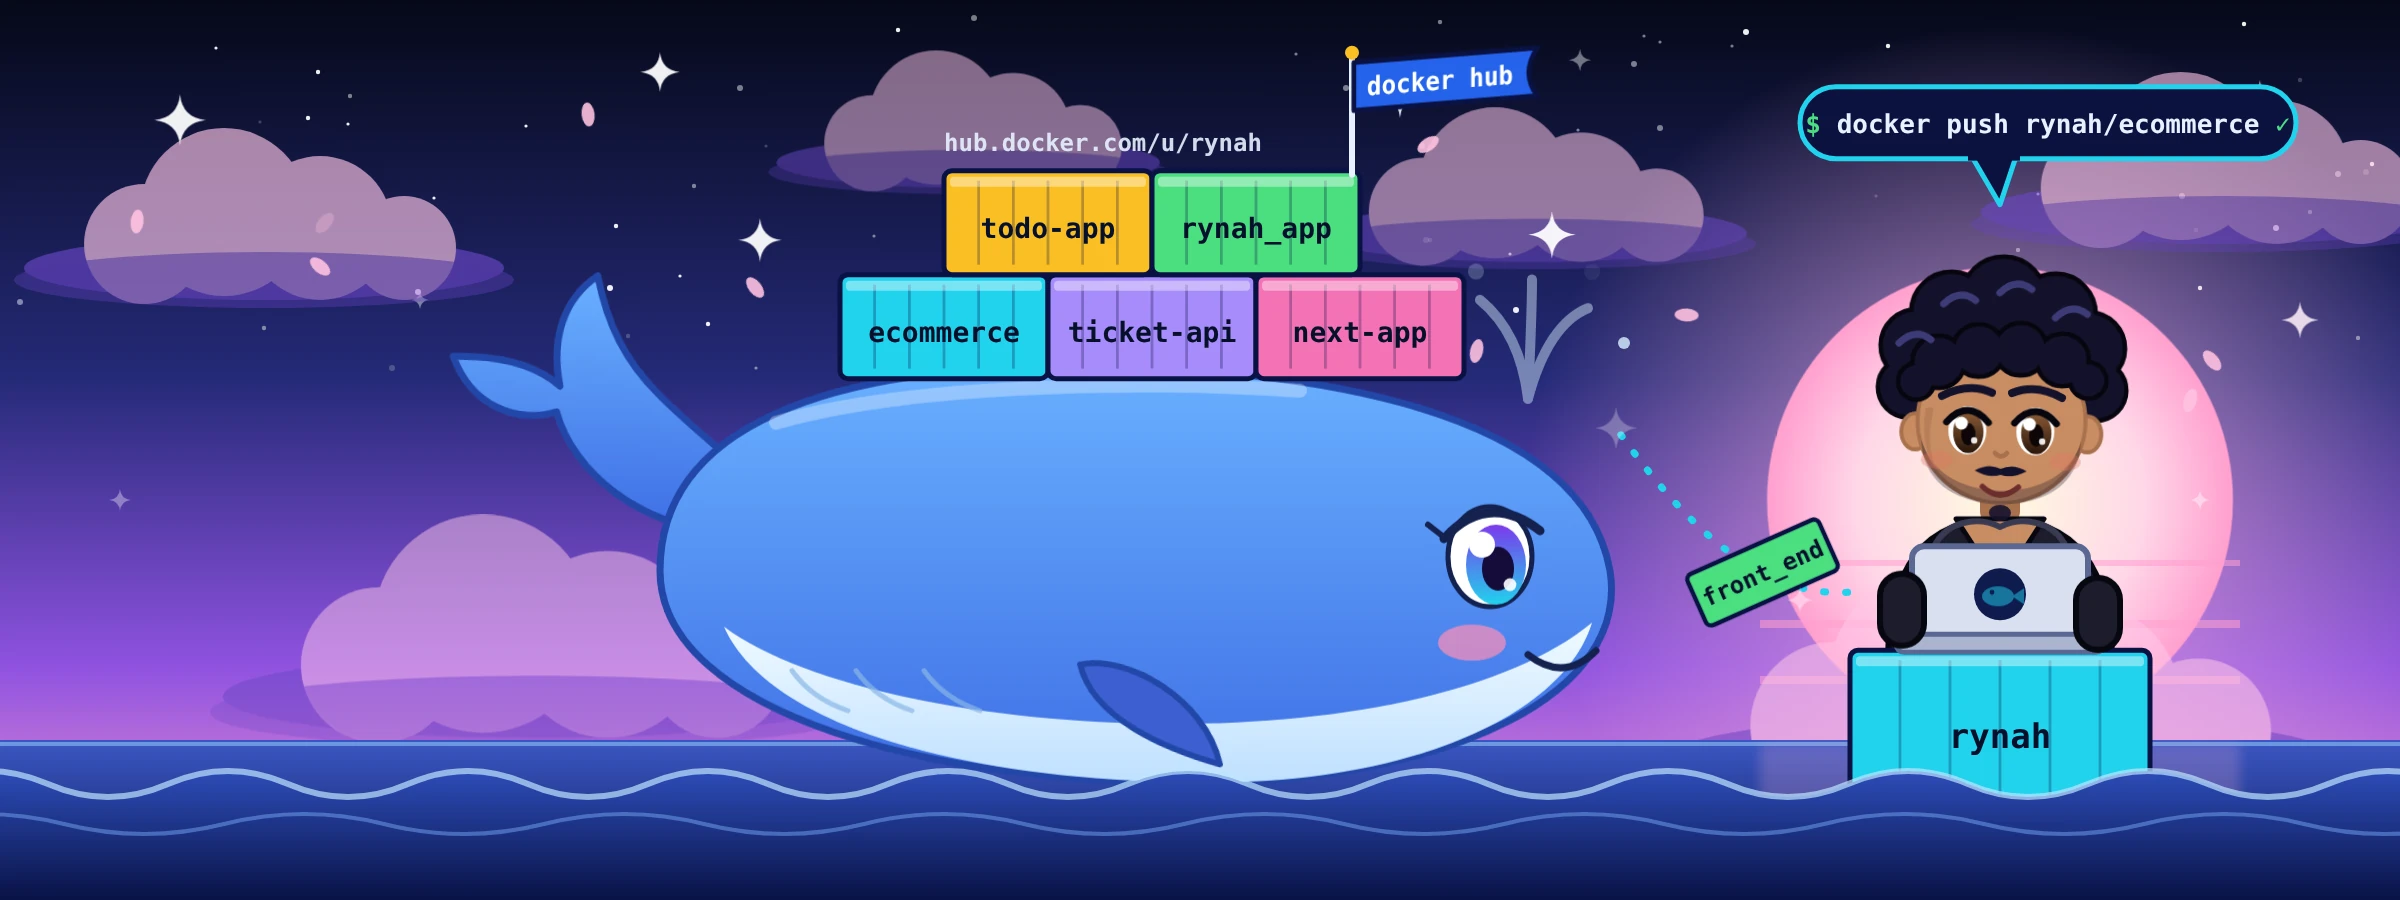 docker hub
$ docker push rynah/ecommerce ✓
hub.docker.com/u/rynah
todo-app
rynah_app
ecommerce
ticket-api
next-app
front_end
rynah